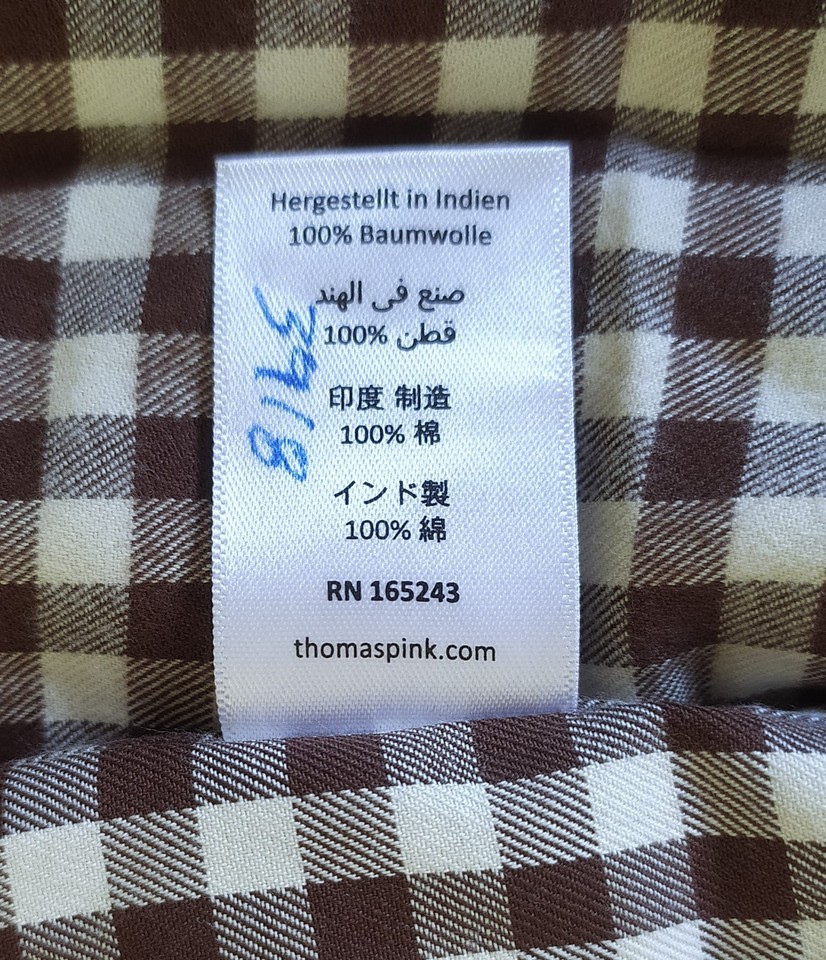 Hergestellt in Indien
100% Baumwolle
صنع فى الهند
100% قطن
印度 制造
100% 棉
インド製
100% 綿
RN 165243
thomaspink.com
3918